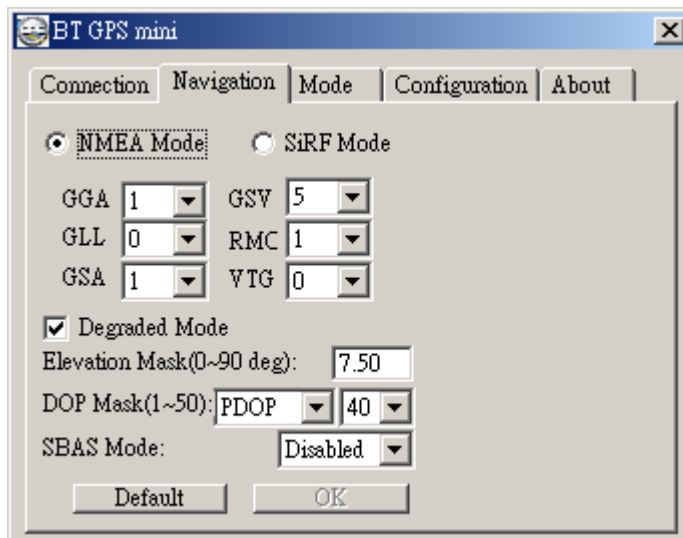 BT GPS mini
Connection Navigation Mode Configuration About
NMEA Mode SiRF Mode
GGA 1 GSV 5
GLL 0 RMC 1
GSA 1 VTG 0
Degraded Mode
Elevation Mask(0~90 deg): 7.50
DOP Mask(1~50): PDOP 40
SBAS Mode: Disabled
Default OK